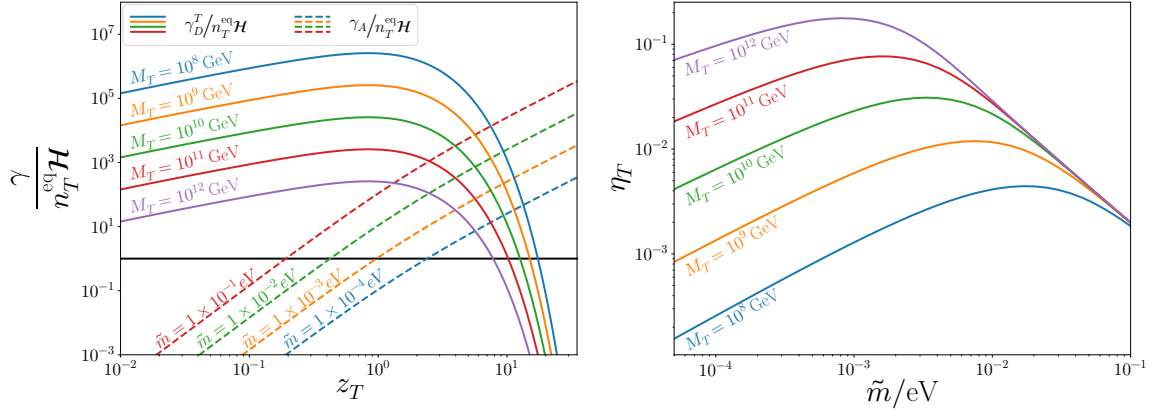 γ_D^T/n_T^eq ℋ
γ_A/n_T^eq ℋ
10^7
10^5
10^3
10^1
10^−1
10^−3
γ/n_T^eq ℋ
M_T = 10^8 GeV
M_T = 10^9 GeV
M_T = 10^10 GeV
M_T = 10^11 GeV
M_T = 10^12 GeV
m̃ = 1 × 10^−1 eV
m̃ = 1 × 10^−2 eV
m̃ = 1 × 10^−3 eV
m̃ = 1 × 10^−4 eV
10^−2
10^−1
10^0
10^1
z_T
10^−1
10^−2
10^−3
η_T
M_T = 10^12 GeV
M_T = 10^11 GeV
M_T = 10^10 GeV
M_T = 10^9 GeV
M_T = 10^8 GeV
10^−4
10^−3
10^−2
10^−1
m̃/eV